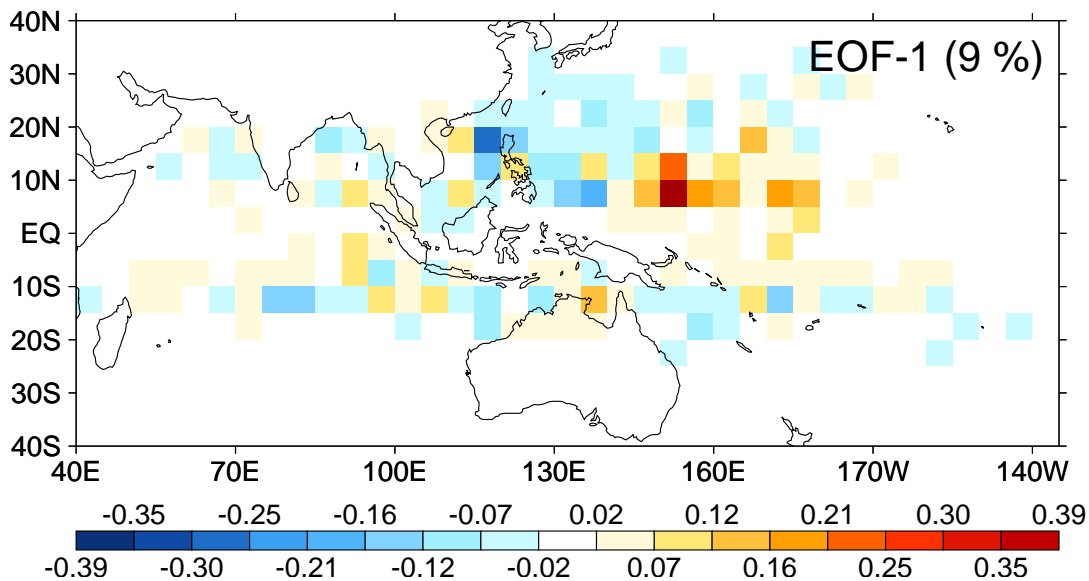 EOF-1 (9 %)
40N
30N
20N
10N
EQ
10S
20S
30S
40S
40E 70E 100E 130E 160E 170W 140W
-0.35 -0.25 -0.16 -0.07 0.02 0.12 0.21 0.30 0.39
-0.39 -0.30 -0.21 -0.12 -0.02 0.07 0.16 0.25 0.35